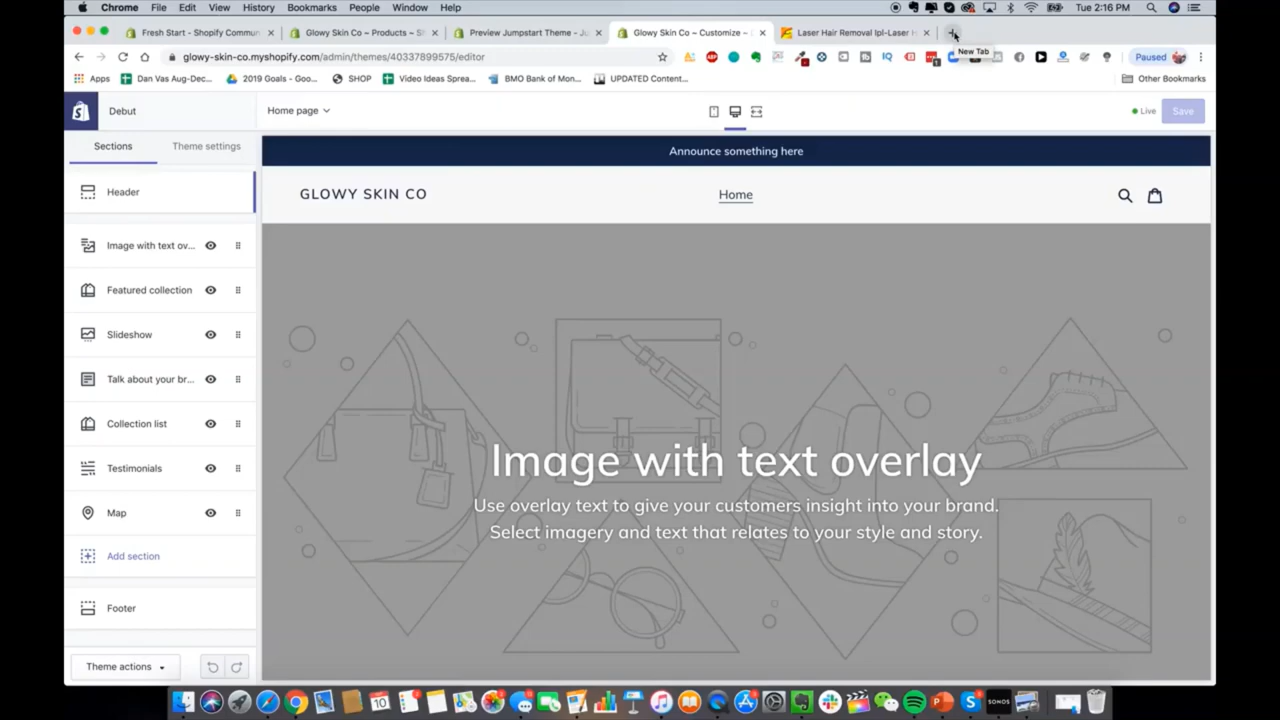 Chrome File Edit View History Bookmarks People Window Help Tue 2:16 PM
Fresh Start - Shopify Commun Glowy Skin Co ~ Products ~ S Preview Jumpstart Theme - J Glowy Skin Co ~ Customize ~ Laser Hair Removal Ipl-Laser H
New Tab
glowy-skin-co.myshopify.com/admin/themes/40337899575/editor Paused
Apps Dan Vas Aug-Dec... 2019 Goals - Goo... SHOP Video Ideas Sprea... BMO Bank of Mon... UPDATED Content... Other Bookmarks
Debut Home page Live Save
Sections Theme settings
Announce something here
Header
GLOWY SKIN CO Home
Image with text ov...
Featured collection
Slideshow
Talk about your br...
Collection list
Testimonials
Map
Add section
Footer
Theme actions
Image with text overlay
Use overlay text to give your customers insight into your brand.
Select imagery and text that relates to your style and story.
SONOS